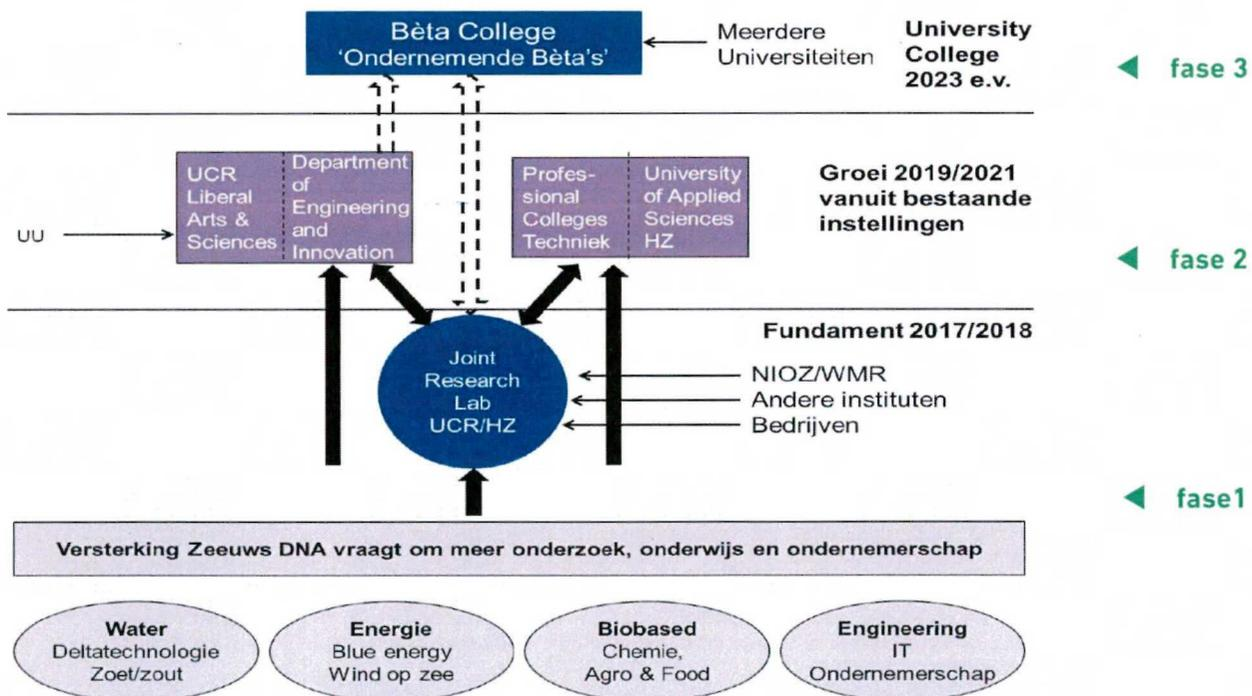 Bèta College
'Ondernemende Bèta's'
Meerdere
Universiteiten
University
College
2023 e.v.
fase 3
UCR
Liberal
Arts &
Sciences
Department
of
Engineering
and
Innovation
Profes-
sional
Colleges
Techniek
University
of Applied
Sciences
HZ
Groei 2019/2021
vanuit bestaande
instellingen
UU
fase 2
Fundament 2017/2018
Joint
Research
Lab
UCR/HZ
NIOZ/WMR
Andere instituten
Bedrijven
fase1
Versterking Zeeuws DNA vraagt om meer onderzoek, onderwijs en ondernemerschap
Water
Deltatechnologie
Zoet/zout
Energie
Blue energy
Wind op zee
Biobased
Chemie,
Agro & Food
Engineering
IT
Ondernemerschap